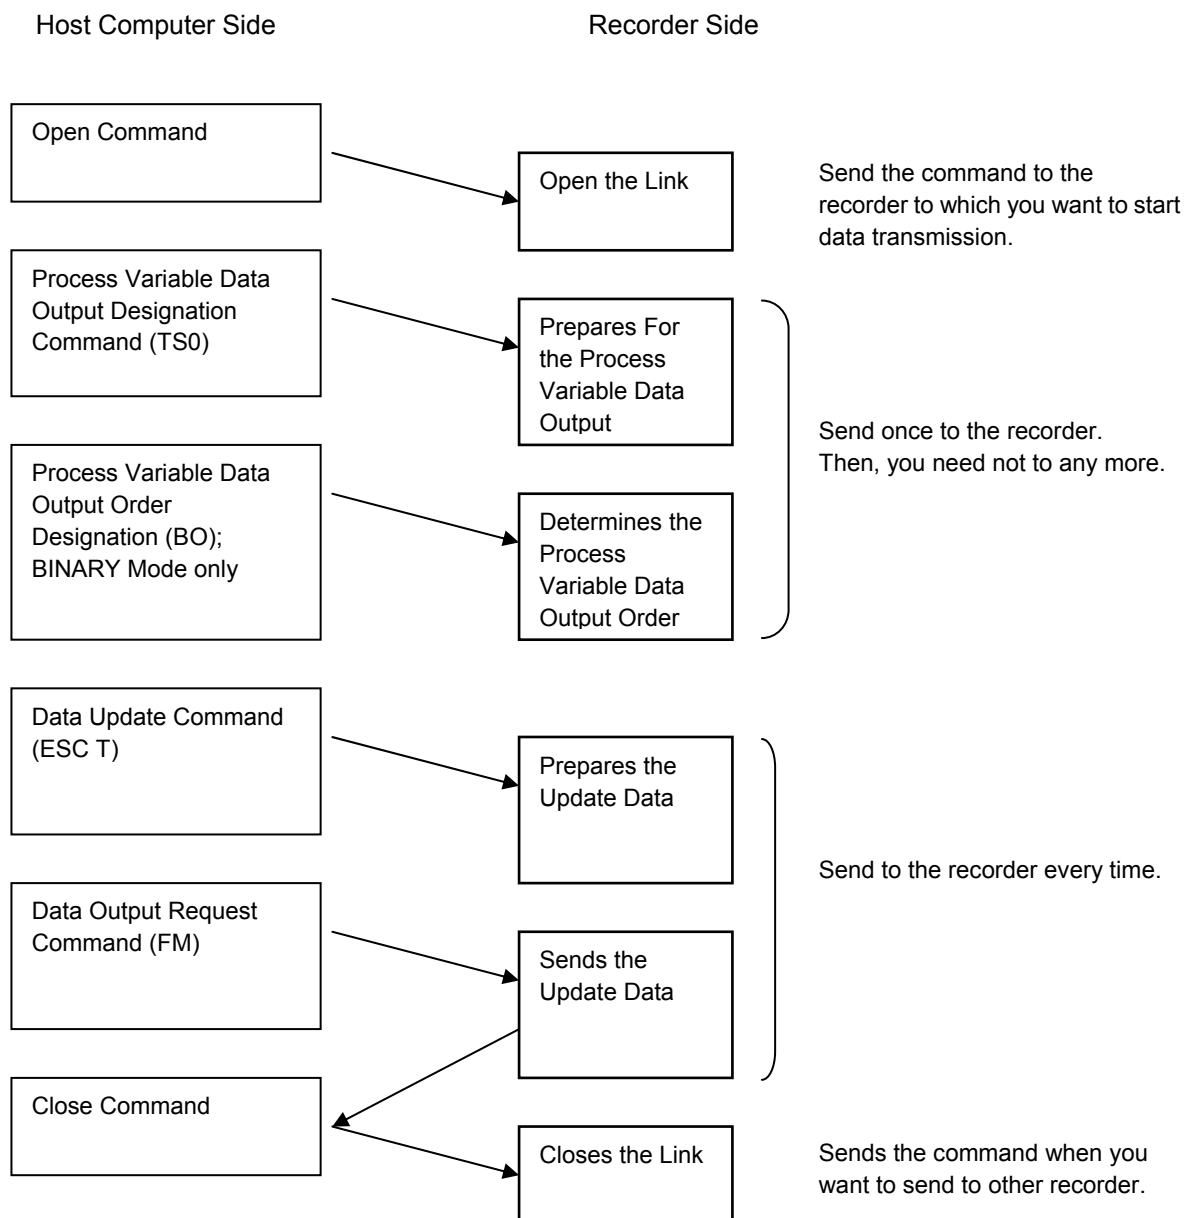 Host Computer Side
Recorder Side
Open Command
Open the Link
Send the command to the
recorder to which you want to start
data transmission.
Process Variable Data
Output Designation
Command (TS0)
Prepares For
the Process
Variable Data
Output
Send once to the recorder.
Then, you need not to any more.
Process Variable Data
Output Order
Designation (BO);
BINARY Mode only
Determines the
Process
Variable Data
Output Order
Data Update Command
(ESC T)
Prepares the
Update Data
Send to the recorder every time.
Data Output Request
Command (FM)
Sends the
Update Data
Close Command
Closes the Link
Sends the command when you
want to send to other recorder.